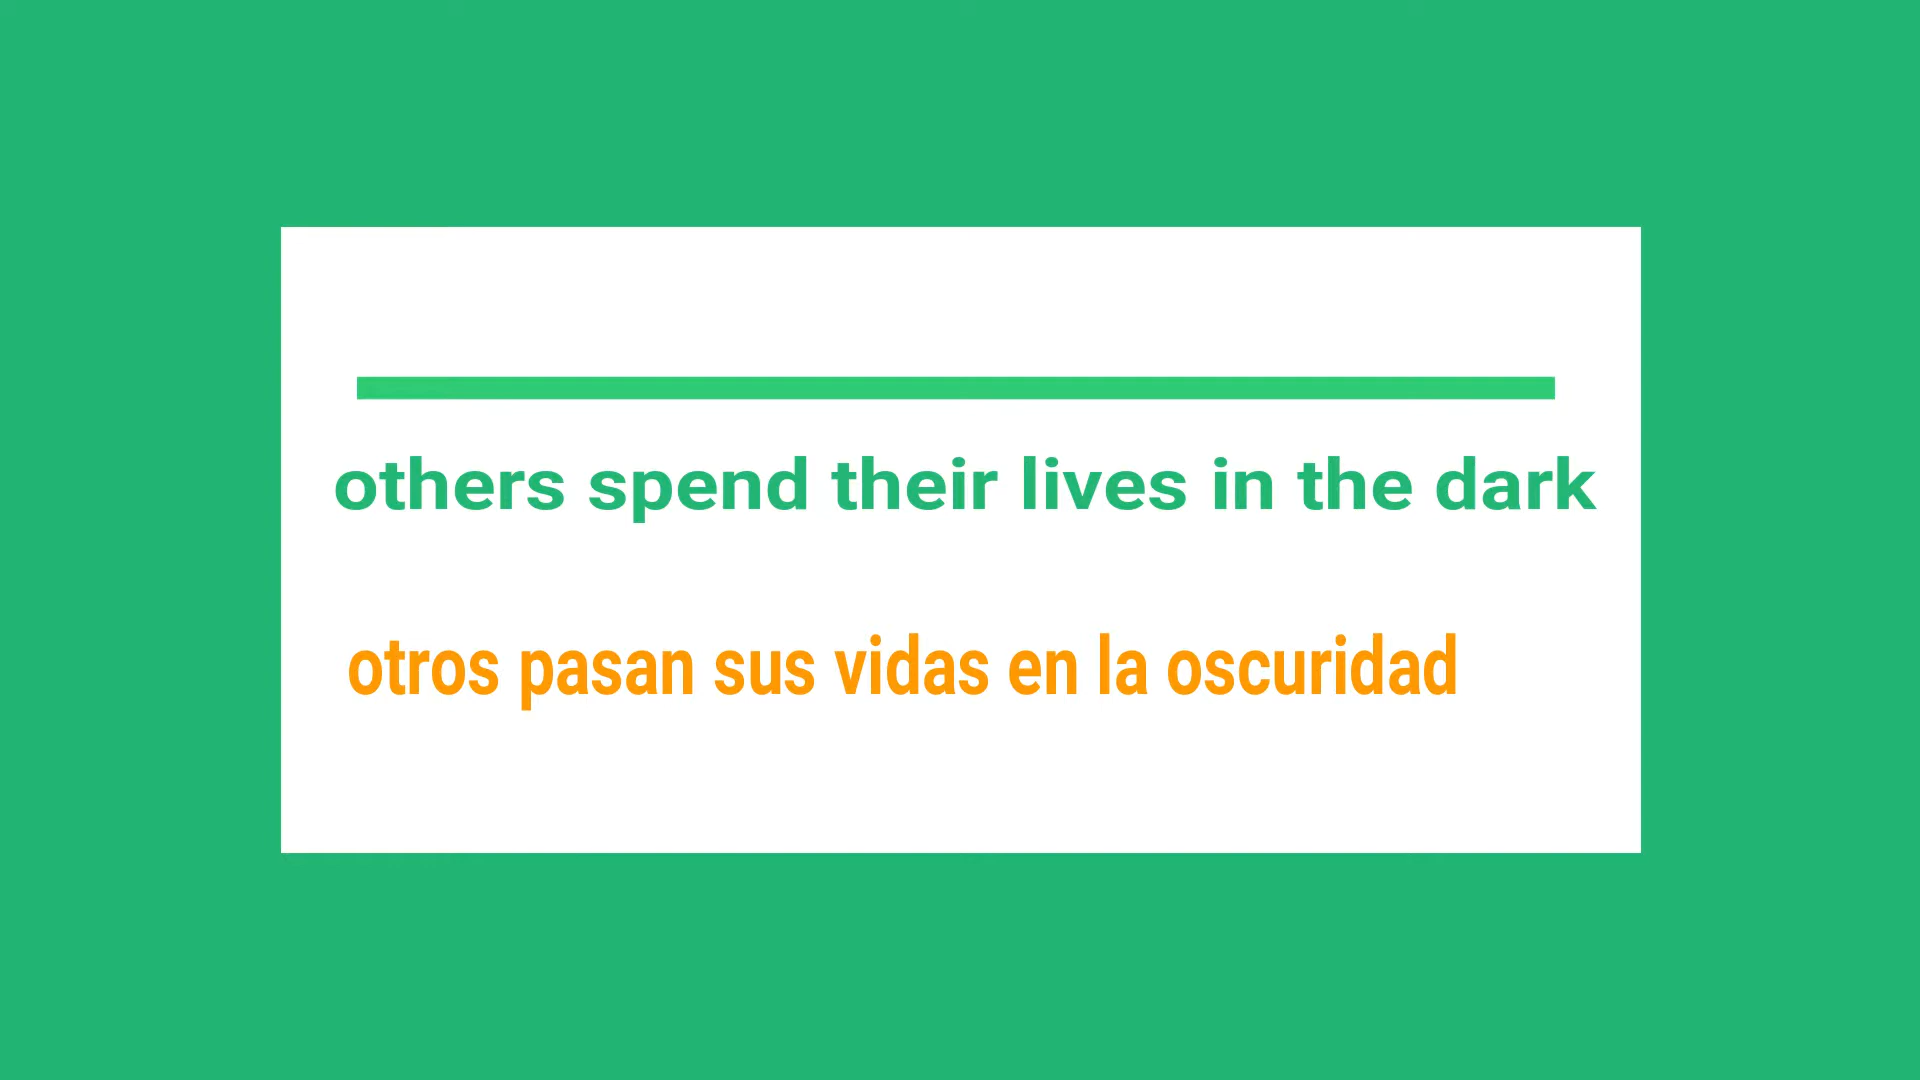 others spend their lives in the dark
otros pasan sus vidas en la oscuridad